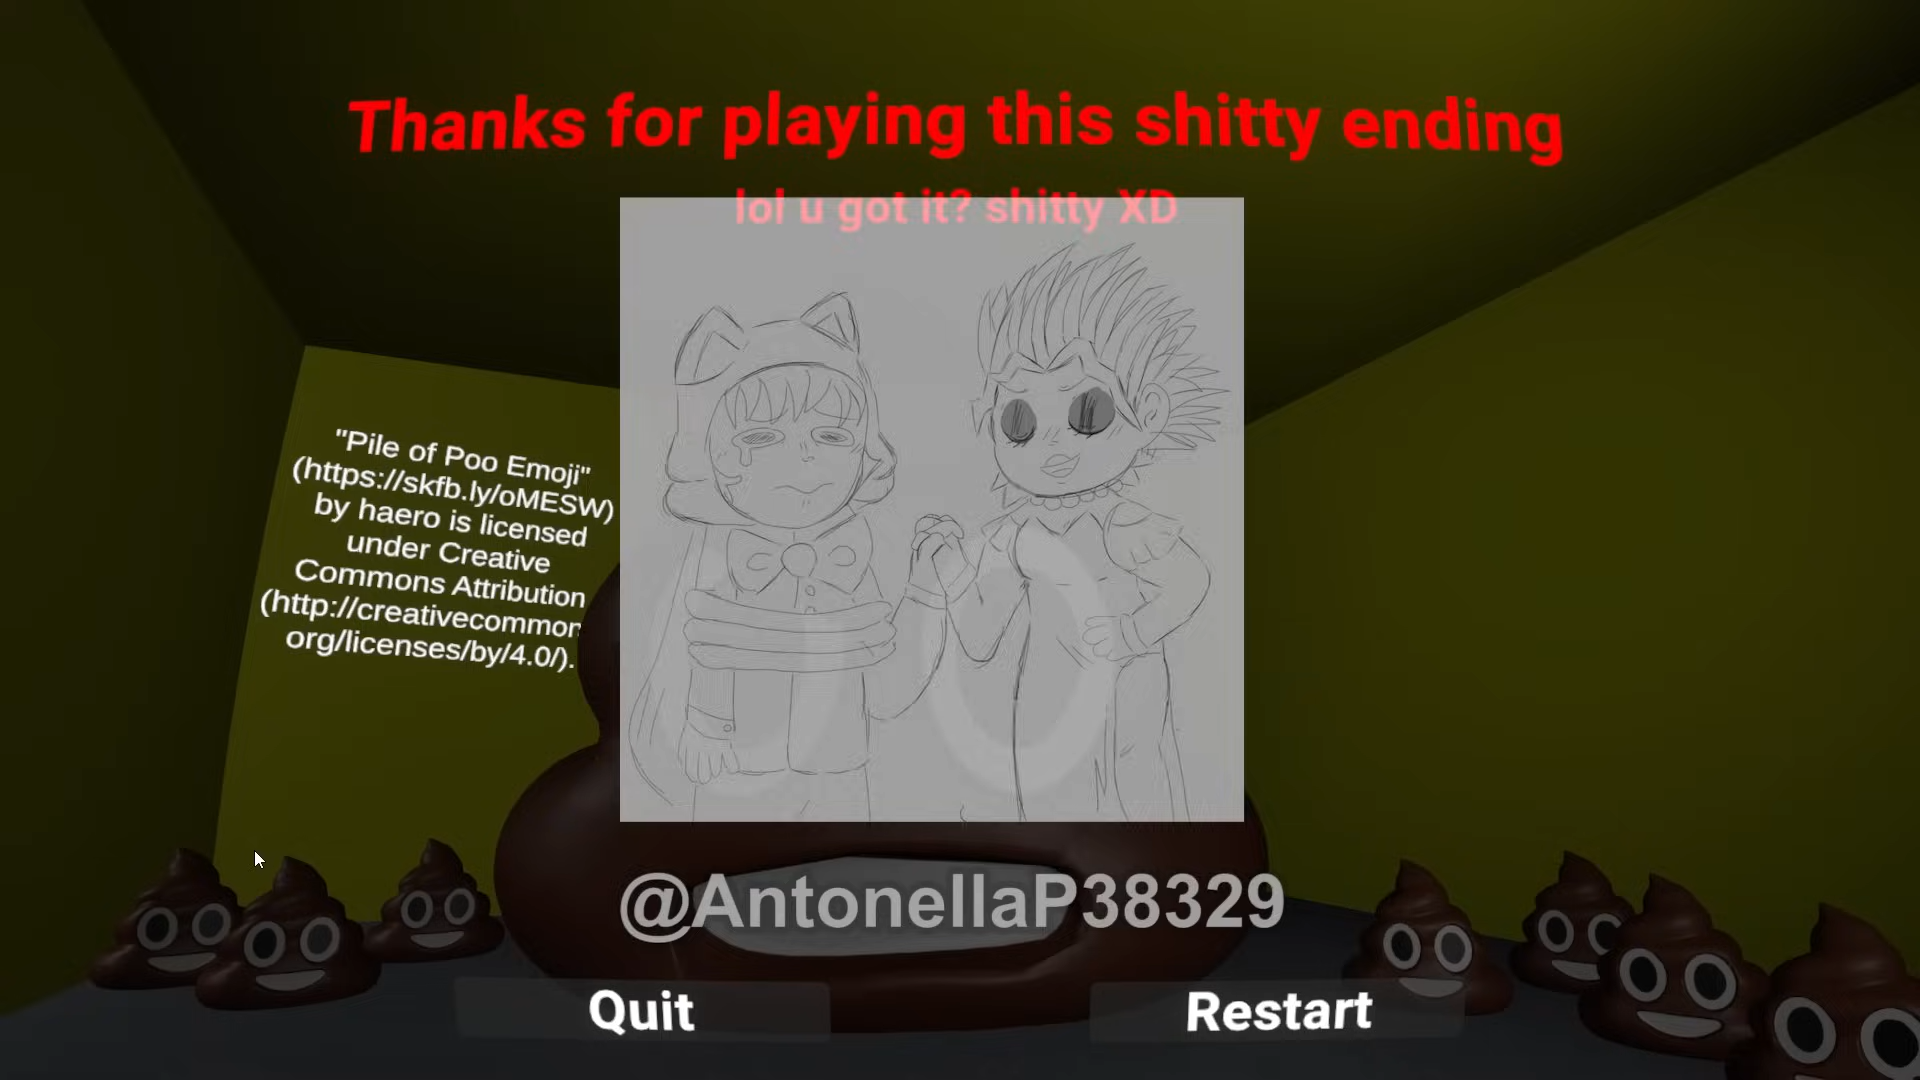 Thanks for playing this shitty ending
lol u got it? shitty XD
"Pile of Poo Emoji"
(https://skfb.ly/oMESW)
by haero is licensed
under Creative
Commons Attribution
(http://creativecommon
org/licenses/by/4.0/).
@AntonellaP38329
Quit
Restart